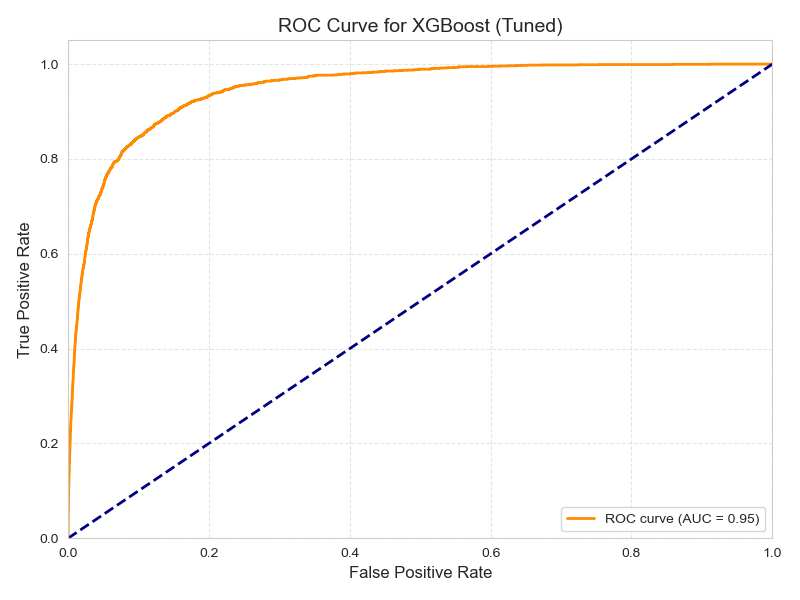 ROC Curve for XGBoost (Tuned)
True Positive Rate
1.0
0.8
0.6
0.4
0.2
0.0
0.0 0.2 0.4 0.6 0.8 1.0
False Positive Rate
ROC curve (AUC = 0.95)